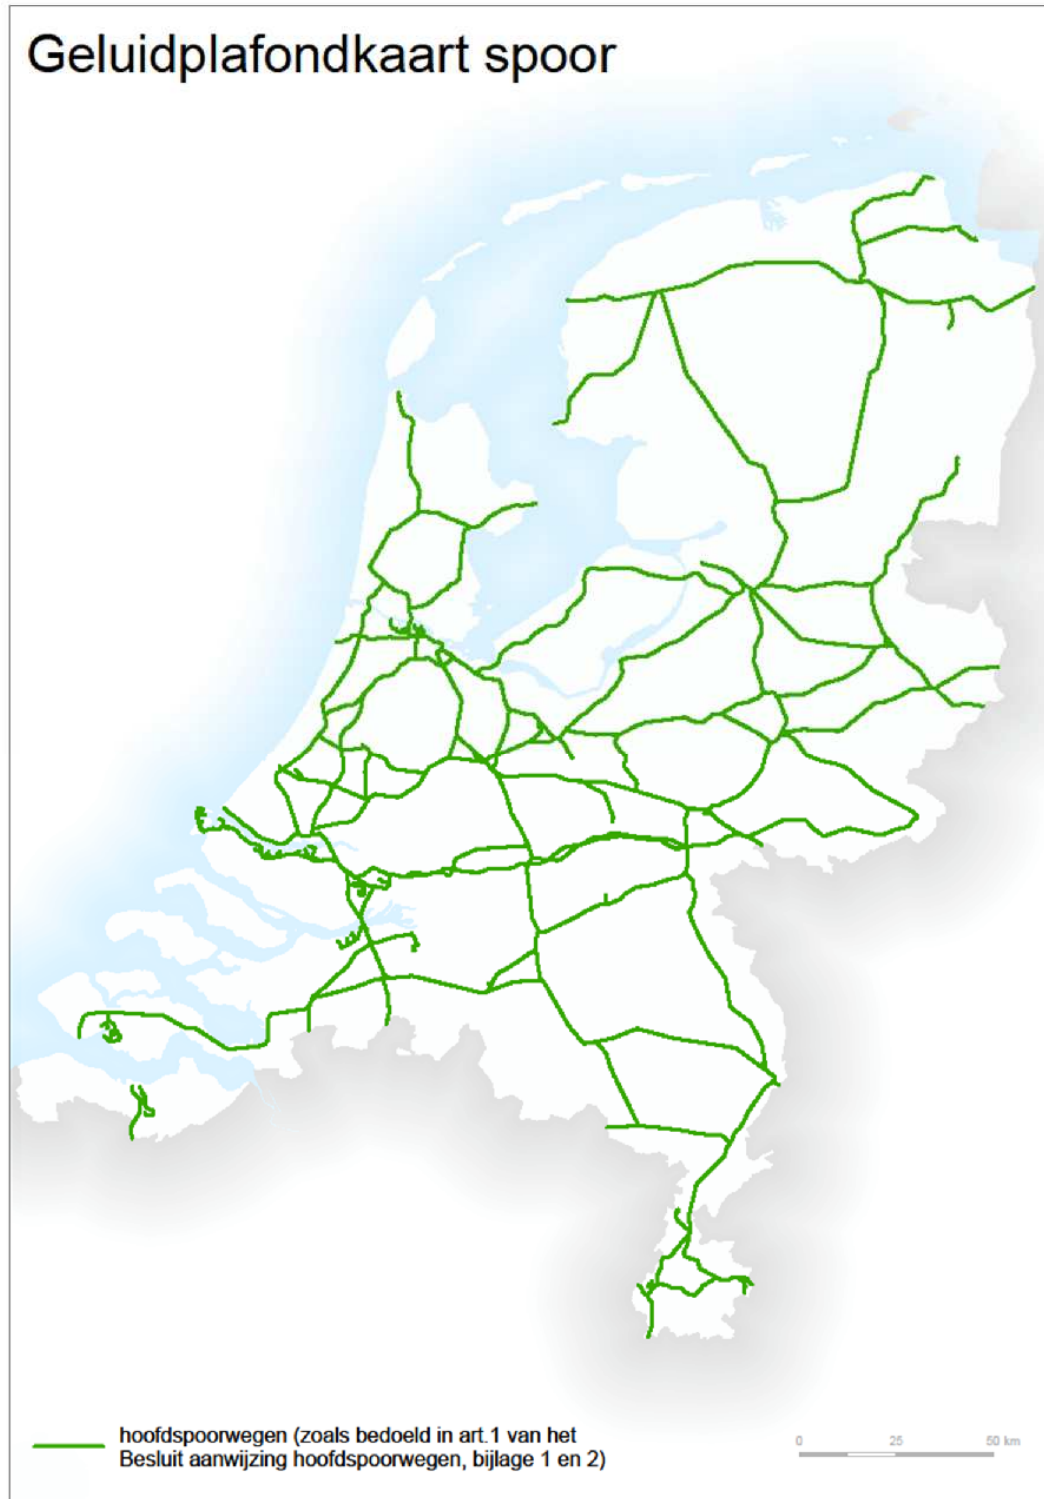 Geluidplafondkaart spoor
hoofdspoorwegen (zoals bedoeld in art.1 van het
Besluit aanwijzing hoofdspoorwegen, bijlage 1 en 2)
0 25 50 km